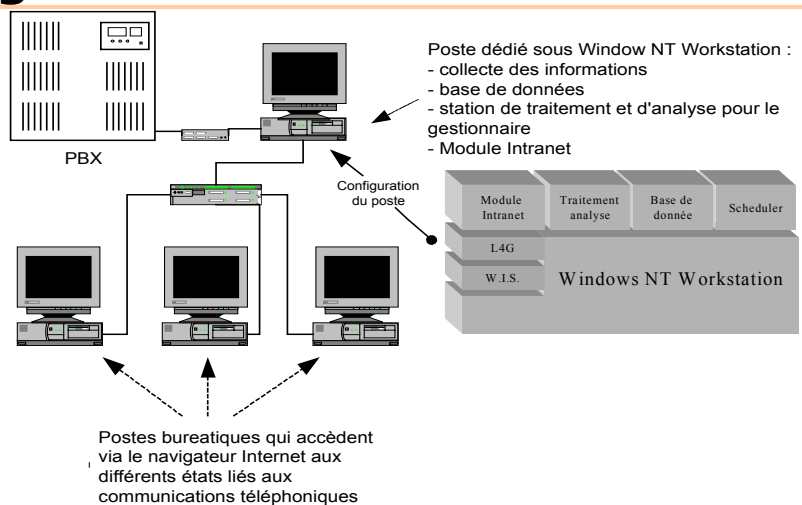 Poste dédié sous Window NT Workstation :
- collecte des informations
- base de données
- station de traitement et d'analyse pour le
gestionnaire
- Module Intranet
PBX
Configuration
du poste
Module
Intranet
Traitement
analyse
Base de
donnée
Scheduler
L4G
W.I.S.
Windows NT Workstation
Postes bureatiques qui accèdent
via le navigateur Internet aux
différents états liés aux
communications téléphoniques